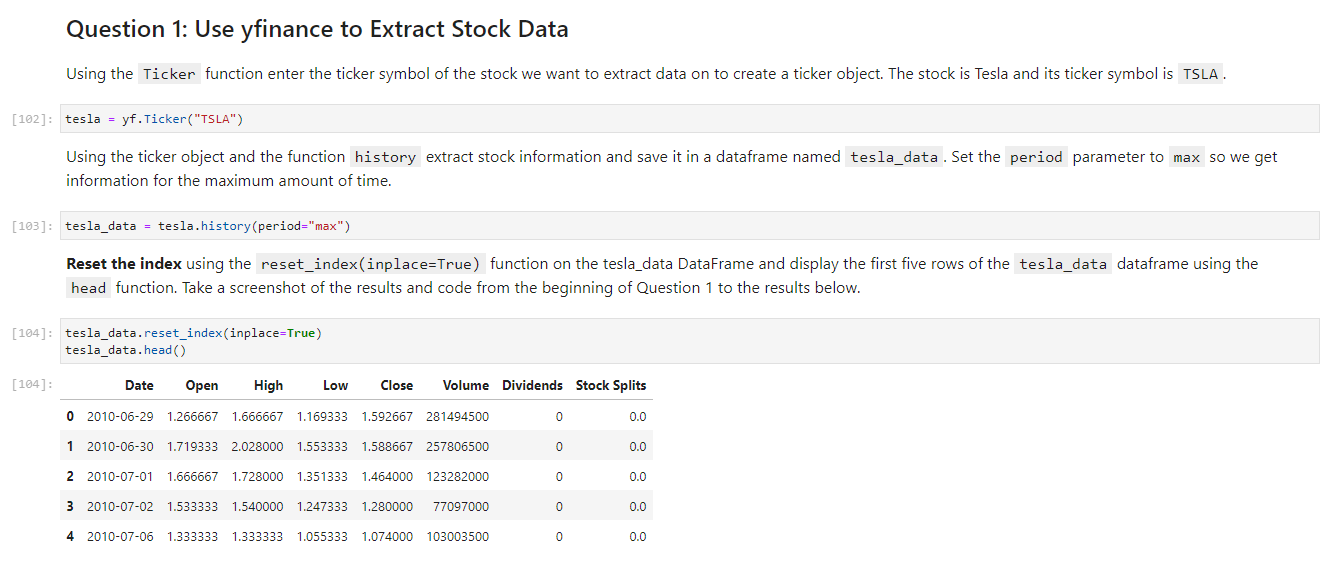 Question 1: Use yfinance to Extract Stock Data
Using the Ticker function enter the ticker symbol of the stock we want to extract data on to create a ticker object. The stock is Tesla and its ticker symbol is TSLA.
[102]: tesla = yf.Ticker("TSLA")
Using the ticker object and the function history extract stock information and save it in a dataframe named tesla_data. Set the period parameter to max so we get
information for the maximum amount of time.
[103]: tesla_data = tesla.history(period="max")
Reset the index using the reset_index(inplace=True) function on the tesla_data DataFrame and display the first five rows of the tesla_data dataframe using the
head function. Take a screenshot of the results and code from the beginning of Question 1 to the results below.
[104]: tesla_data.reset_index(inplace=True)
tesla_data.head()
[104]: Date Open High Low Close Volume Dividends Stock Splits
0 2010-06-29 1.266667 1.666667 1.169333 1.592667 281494500 0 0.0
1 2010-06-30 1.719333 2.028000 1.553333 1.588667 257806500 0 0.0
2 2010-07-01 1.666667 1.728000 1.351333 1.464000 123282000 0 0.0
3 2010-07-02 1.533333 1.540000 1.247333 1.280000 77097000 0 0.0
4 2010-07-06 1.333333 1.333333 1.055333 1.074000 103003500 0 0.0